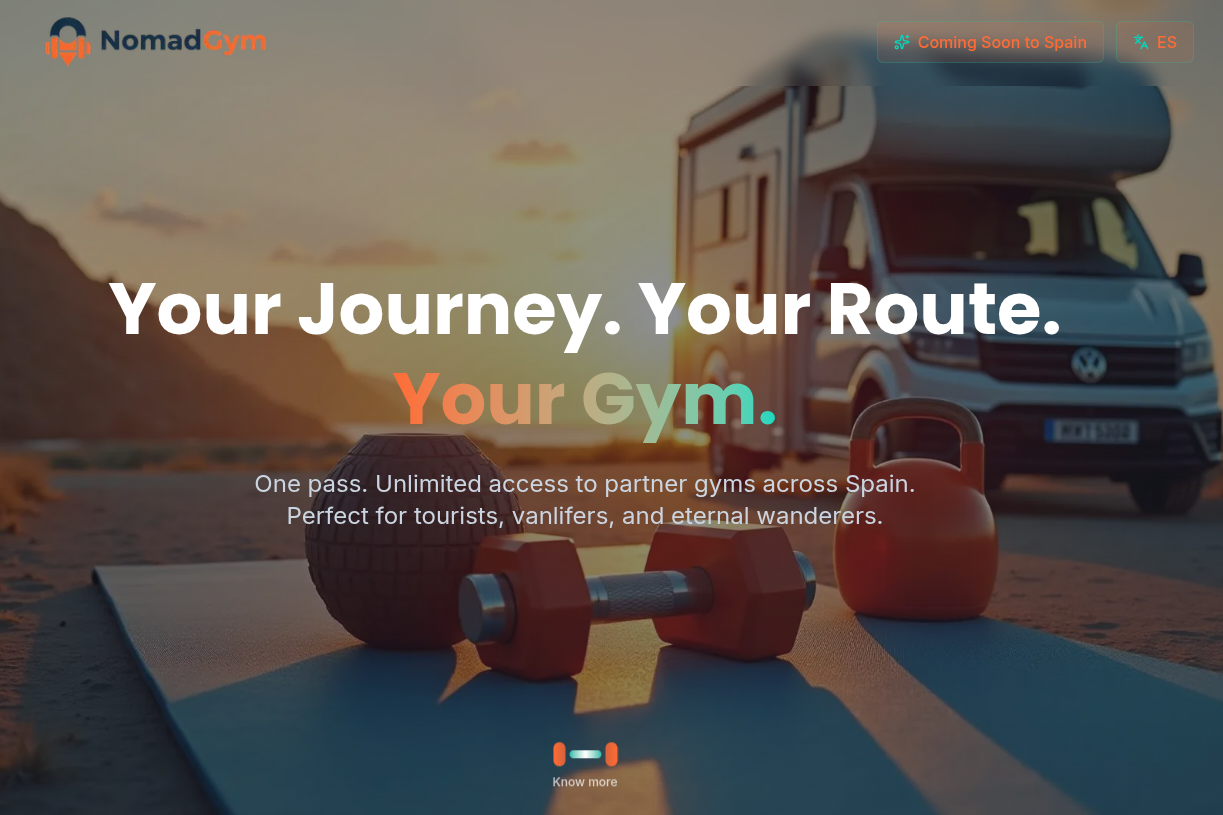 NomadGym
Coming Soon to Spain
ES
Your Journey. Your Route.
Your Gym.
One pass. Unlimited access to partner gyms across Spain.
Perfect for tourists, vanlifers, and eternal wanderers.
Know more